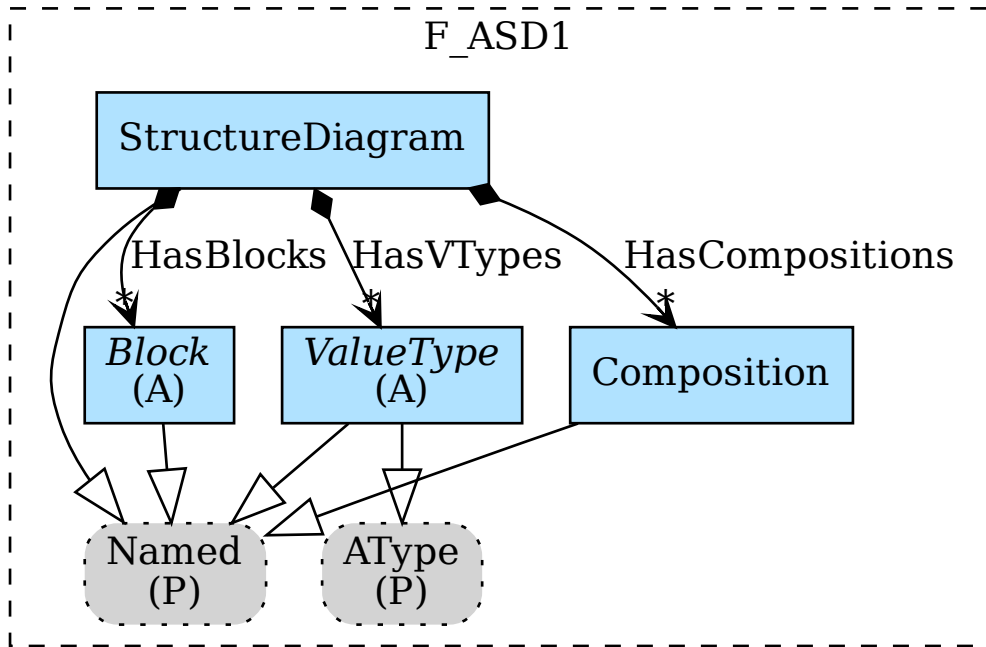 F_ASD1
StructureDiagram
HasBlocks
HasVTypes
HasCompositions
*
*
*
Block
(A)
ValueType
(A)
Composition
Named
(P)
AType
(P)